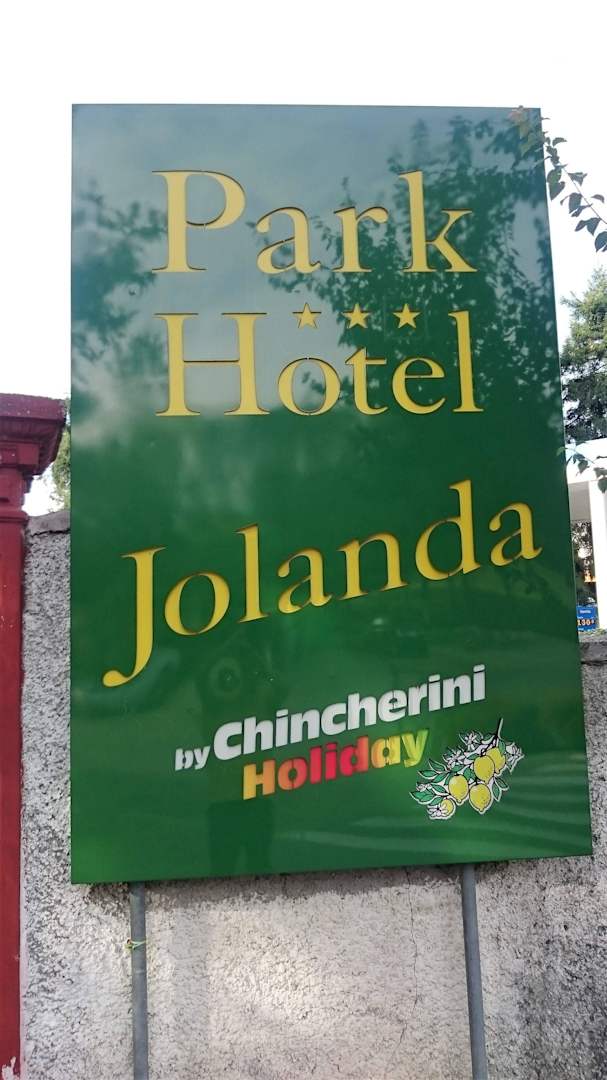 Park
Hotel
Jolanda
by Chincherini
Holiday